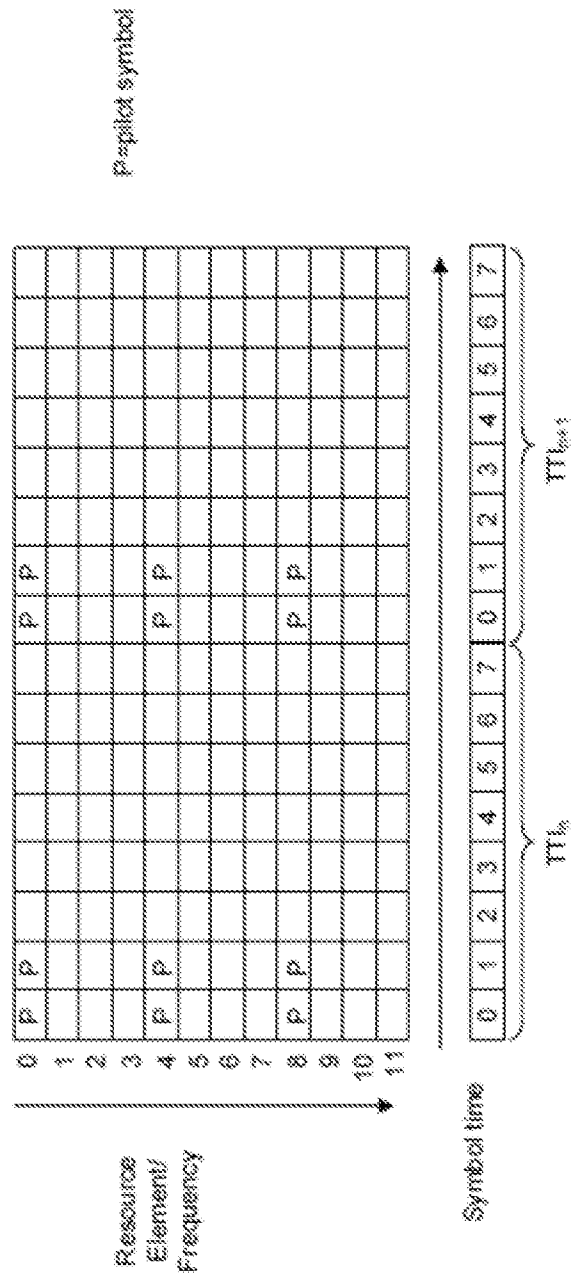 P=pilot symbol
Resource
Element/
Frequency
0 P P P P
1
2
3
4 P P P P
5
6
7
8 P P P P
9
10
11
Symbol time
0 1 2 3 4 5 6 7 0 1 2 3 4 5 6 7
TTIn TTIn+1